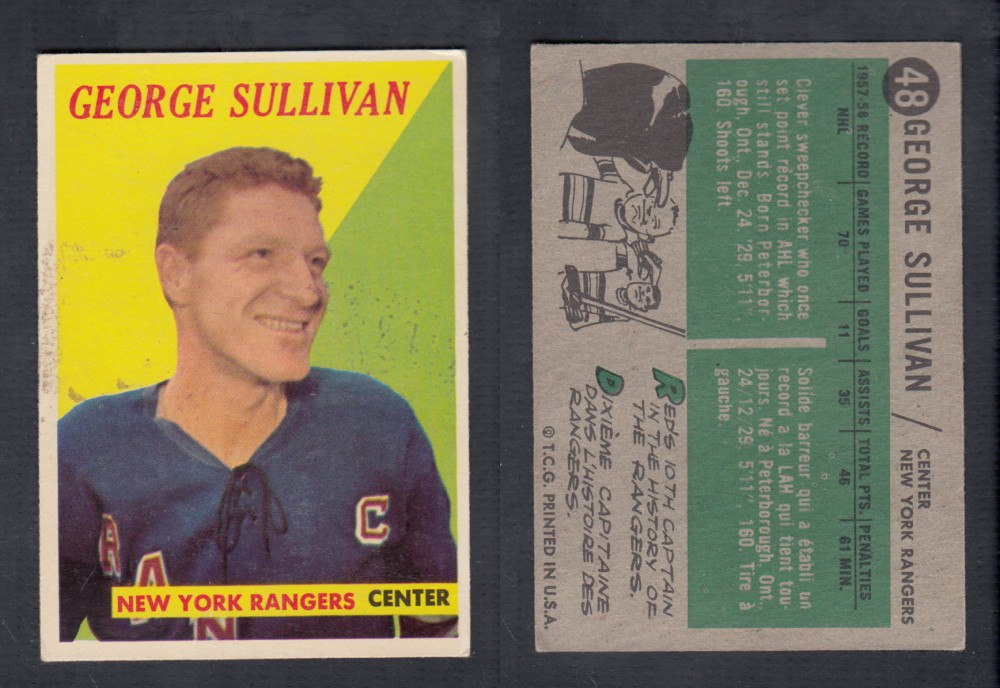 GEORGE SULLIVAN
C
R A N
NEW YORK RANGERS CENTER
48 GEORGE SULLIVAN / CENTER
NEW YORK RANGERS
1957-58 RECORD GAMES PLAYED GOALS ASSISTS TOTAL PTS. PENALTIES
NHL 70 11 35 46 61 MIN.
Clever sweepchecker who once
set point record in AHL which
still stands. Born Peterbor-
ough, Ont., Dec. 24 '29, 5'11"
160. Shoots left.
Solide barreur qui a établi un
record a la LAH qui tient tou-
jours. Né à Peterborough, Ont.,
24/12/29, 5'11", 160. Tire à
gauche.
RED'S 10TH CAPTAIN
IN THE HISTORY OF
THE RANGERS.
DIXIÈME CAPITAINE
DANS L'HISTOIRE DES
RANGERS.
© T.C.G. PRINTED IN U.S.A.